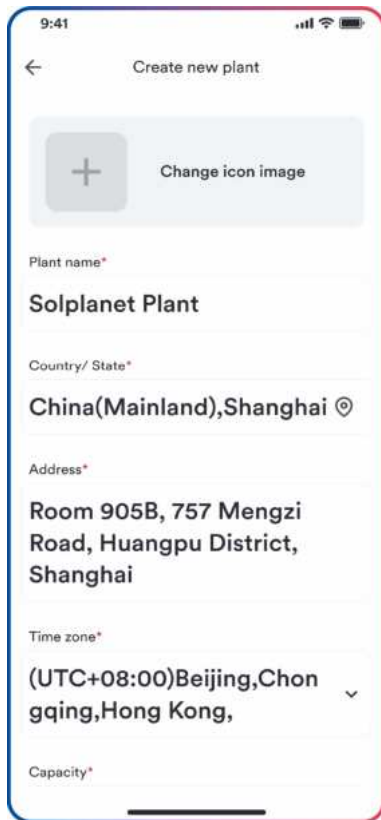 9:41
Create new plant
Change icon image
Plant name*
Solplanet Plant
Country/ State*
China(Mainland),Shanghai
Address*
Room 905B, 757 Mengzi
Road, Huangpu District,
Shanghai
Time zone*
(UTC+08:00)Beijing,Chon
gqing,Hong Kong,
Capacity*